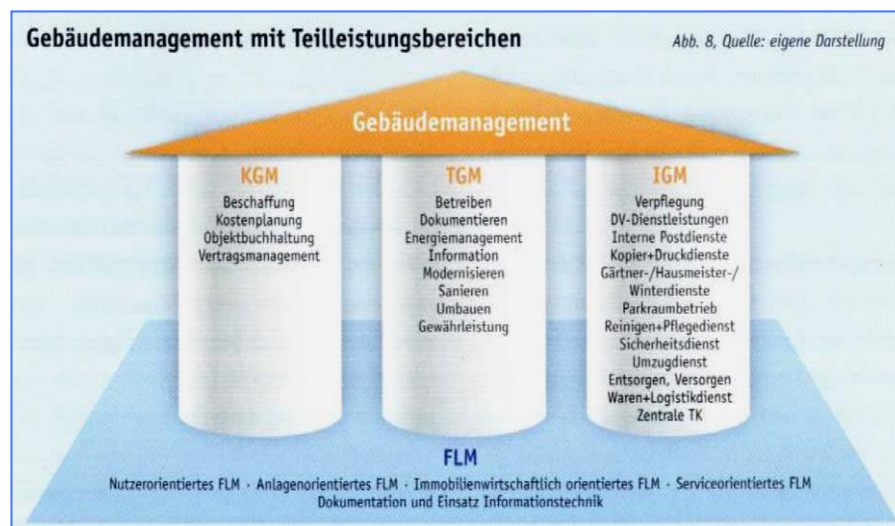 Gebäudemanagement mit Teilleistungsbereichen
Abb. 8, Quelle: eigene Darstellung
Gebäudemanagement
KGM
Beschaffung
Kostenplanung
Objektbuchhaltung
Vertragsmanagement
TGM
Betreiben
Dokumentieren
Energiemanagement
Information
Modernisieren
Sanieren
Umbauen
Gewährleistung
IGM
Verpflegung
DV-Dienstleistungen
Interne Postdienste
Kopier+Druckdienste
Gärtner-/Hausmeister-/
Winterdienste
Parkraumbetrieb
Reinigen+Pflegedienst
Sicherheitsdienst
Umzugdienst
Entsorgen, Versorgen
Waren+Logistikdienst
Zentrale TK
FLM
Nutzerorientiertes FLM · Anlagenorientiertes FLM · Immobilienwirtschaftlich orientiertes FLM · Serviceorientiertes FLM
Dokumentation und Einsatz Informationstechnik